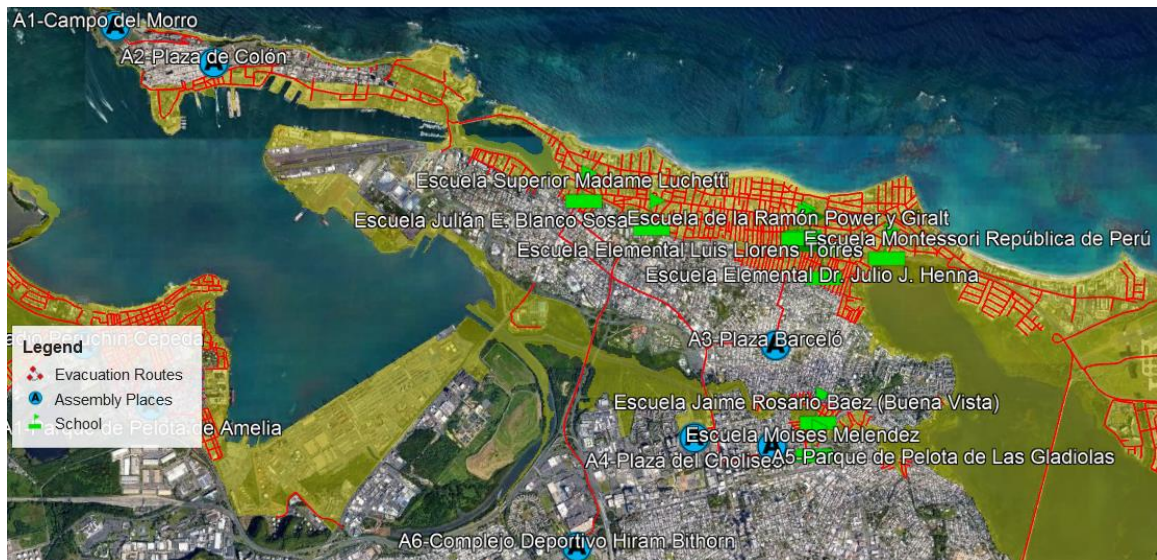 A1-Campo del Morro
A2-Plaza de Colón
Escuela Superior Madame Luchetti
Escuela Julián E. Blanco Sosa
Escuela de la Ramón Power y Giralt
Escuela Montessori República de Perú
Escuela Elemental Luis Llorens Torres
Escuela Elemental Dr. Julio J. Henna
A3-Plaza Barceló
Peruchin Cepeda
Legend
Evacuation Routes
Assembly Places
School
Parque de Pelota de Amelia
Escuela Jaime Rosario Baez (Buena Vista)
Escuela Moises Melendez
A4-Plaza del Choliseo
A5-Parque de Pelota de Las Gladiolas
A6-Complejo Deportivo Hiram Bithorn